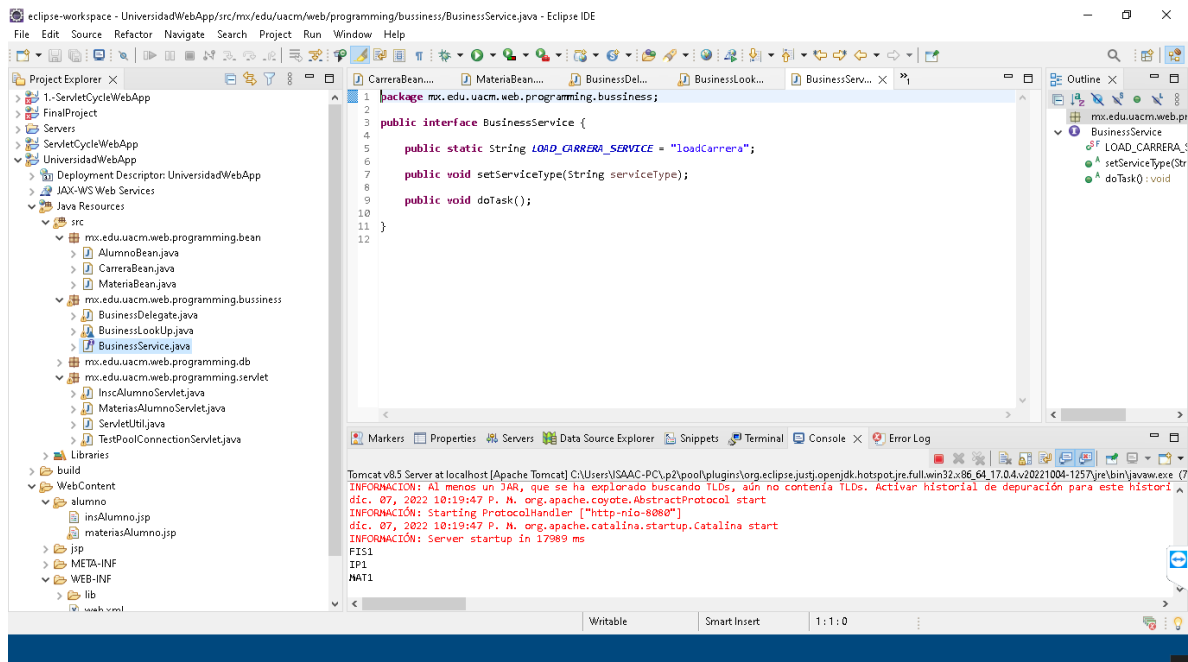 eclipse-workspace - UniversidadWebApp/src/mx/edu/uacm/web/programming/bussiness/BusinessService.java - Eclipse IDE
File Edit Source Refactor Navigate Search Project Run Window Help
Project Explorer
1.-ServletCycleWebApp
FinalProject
Servers
ServletCycleWebApp
UniversidadWebApp
Deployment Descriptor: UniversidadWebApp
JAX-WS Web Services
Java Resources
src
mx.edu.uacm.web.programming.bean
AlumnoBean.java
CarreraBean.java
MateriaBean.java
mx.edu.uacm.web.programming.bussiness
BusinessDelegate.java
BusinessLookUp.java
BusinessService.java
mx.edu.uacm.web.programming.db
mx.edu.uacm.web.programming.servlet
InscAlumnoServlet.java
MateriasAlumnoServlet.java
ServletUtil.java
TestPoolConnectionServlet.java
Libraries
build
WebContent
alumno
insAlumno.jsp
materiasAlumno.jsp
jsp
META-INF
WEB-INF
lib
web.xml
CarreraBean.... MateriaBean.... BusinessDel... BusinessLook... BusinessServ... »1
1 package mx.edu.uacm.web.programming.bussiness;
2
3 public interface BusinessService {
4
5 public static String LOAD_CARRERA_SERVICE = "loadCarrera";
6
7 public void setServiceType(String serviceType);
8
9 public void doTask();
10
11 }
12
Outline
mx.edu.uacm.web.pr
BusinessService
S F LOAD_CARRERA_S
A setServiceType(Str
A doTask() : void
Markers Properties Servers Data Source Explorer Snippets Terminal Console Error Log
Tomcat v8.5 Server at localhost [Apache Tomcat] C:\Users\ISAAC-PC\.p2\pool\plugins\org.eclipse.justj.openjdk.hotspot.jre.full.win32.x86_64_17.0.4.v20221004-1257\jre\bin\javaw.exe (7
INFORMACIÓN: Al menos un JAR, que se ha explorado buscando TLDs, aún no contenía TLDs. Activar historial de depuración para este histori
dic. 07, 2022 10:19:47 P. M. org.apache.coyote.AbstractProtocol start
INFORMACIÓN: Starting ProtocolHandler ["http-nio-8080"]
dic. 07, 2022 10:19:47 P. M. org.apache.catalina.startup.Catalina start
INFORMACIÓN: Server startup in 17989 ms
FIS1
IP1
MAT1
Writable Smart Insert 1 : 1 : 0